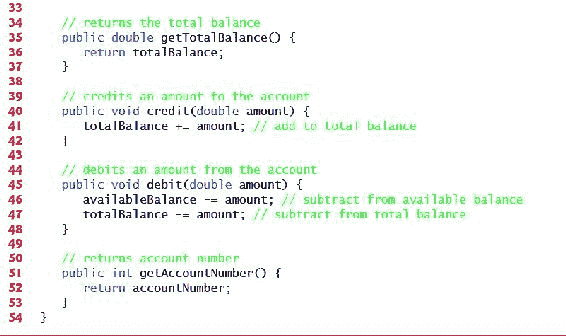 33
34 // returns the total balance
35 public double getTotalBalance() {
36 return totalBalance;
37 }
38
39 // credits an amount to the account
40 public void credit(double amount) {
41 totalBalance += amount; // add to total balance
42 }
43
44 // debits an amount from the account
45 public void debit(double amount) {
46 availableBalance -= amount; // subtract from available balance
47 totalBalance -= amount; // subtract from total balance
48 }
49
50 // returns account number
51 public int getAccountNumber() {
52 return accountNumber;
53 }
54 }